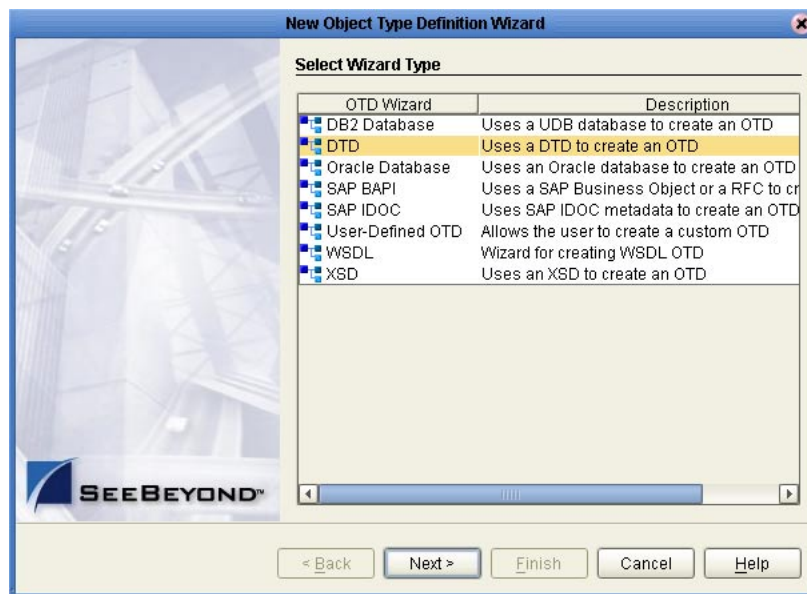 New Object Type Definition Wizard
Select Wizard Type
OTD Wizard Description
DB2 Database Uses a UDB database to create an OTD
DTD Uses a DTD to create an OTD
Oracle Database Uses an Oracle database to create an OTD
SAP BAPI Uses a SAP Business Object or a RFC to cr
SAP IDOC Uses SAP IDOC metadata to create an OTD
User-Defined OTD Allows the user to create a custom OTD
WSDL Wizard for creating WSDL OTD
XSD Uses an XSD to create an OTD
SEEBEYOND™
< Back Next > Finish Cancel Help